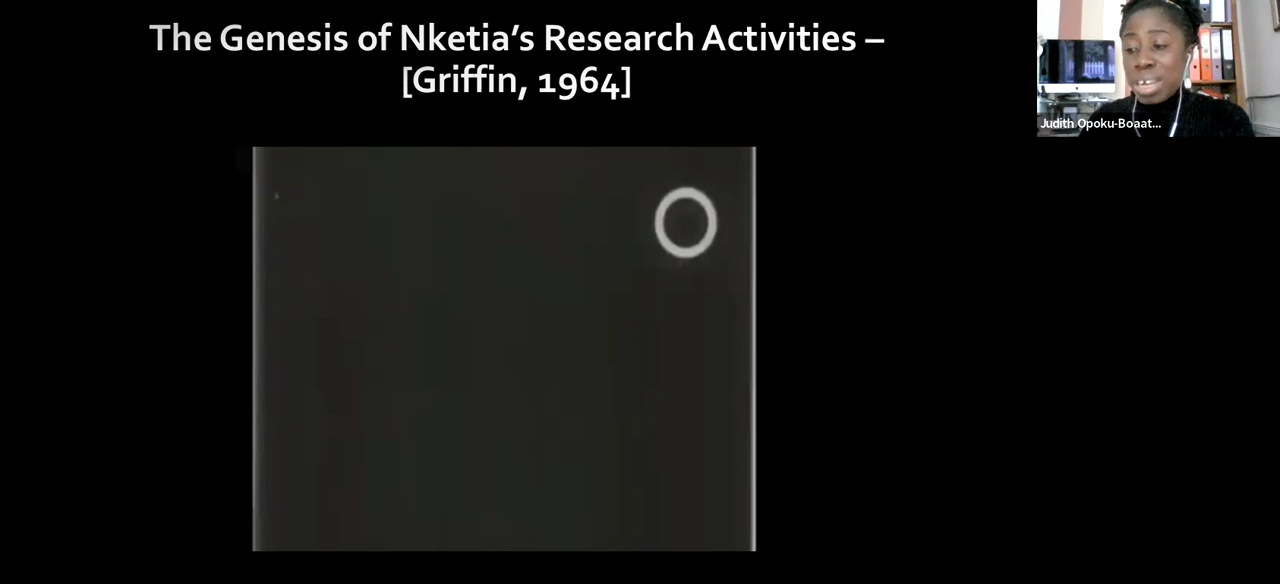 The Genesis of Nketia’s Research Activities –
[Griffin, 1964]
Judith Opoku-Boaat...